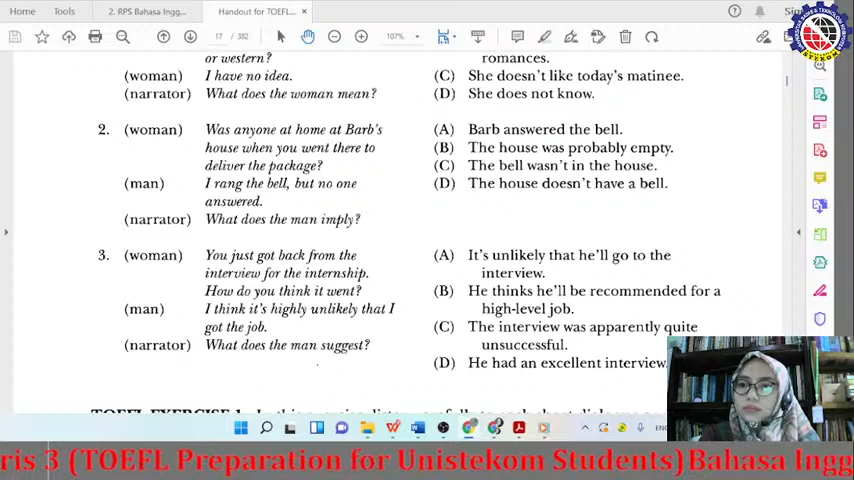 Home Tools 2. RPS Bahasa Ingg... Handout for TOEFL... ×
17 / 382 107%
or western? romances.
(woman) I have no idea. (C) She doesn't like today's matinee.
(narrator) What does the woman mean? (D) She does not know.
2. (woman) Was anyone at home at Barb's (A) Barb answered the bell.
house when you went there to (B) The house was probably empty.
deliver the package? (C) The bell wasn't in the house.
(man) I rang the bell, but no one (D) The house doesn't have a bell.
answered.
(narrator) What does the man imply?
3. (woman) You just got back from the (A) It's unlikely that he'll go to the
interview for the internship. interview.
How do you think it went? (B) He thinks he'll be recommended for a
(man) I think it's highly unlikely that I high-level job.
got the job. (C) The interview was apparently quite
(narrator) What does the man suggest? unsuccessful.
(D) He had an excellent interview.
TOEFL EXERCISE 1:
ris 3 (TOEFL Preparation for Unistekom Students)Bahasa Ingg
STEKOM